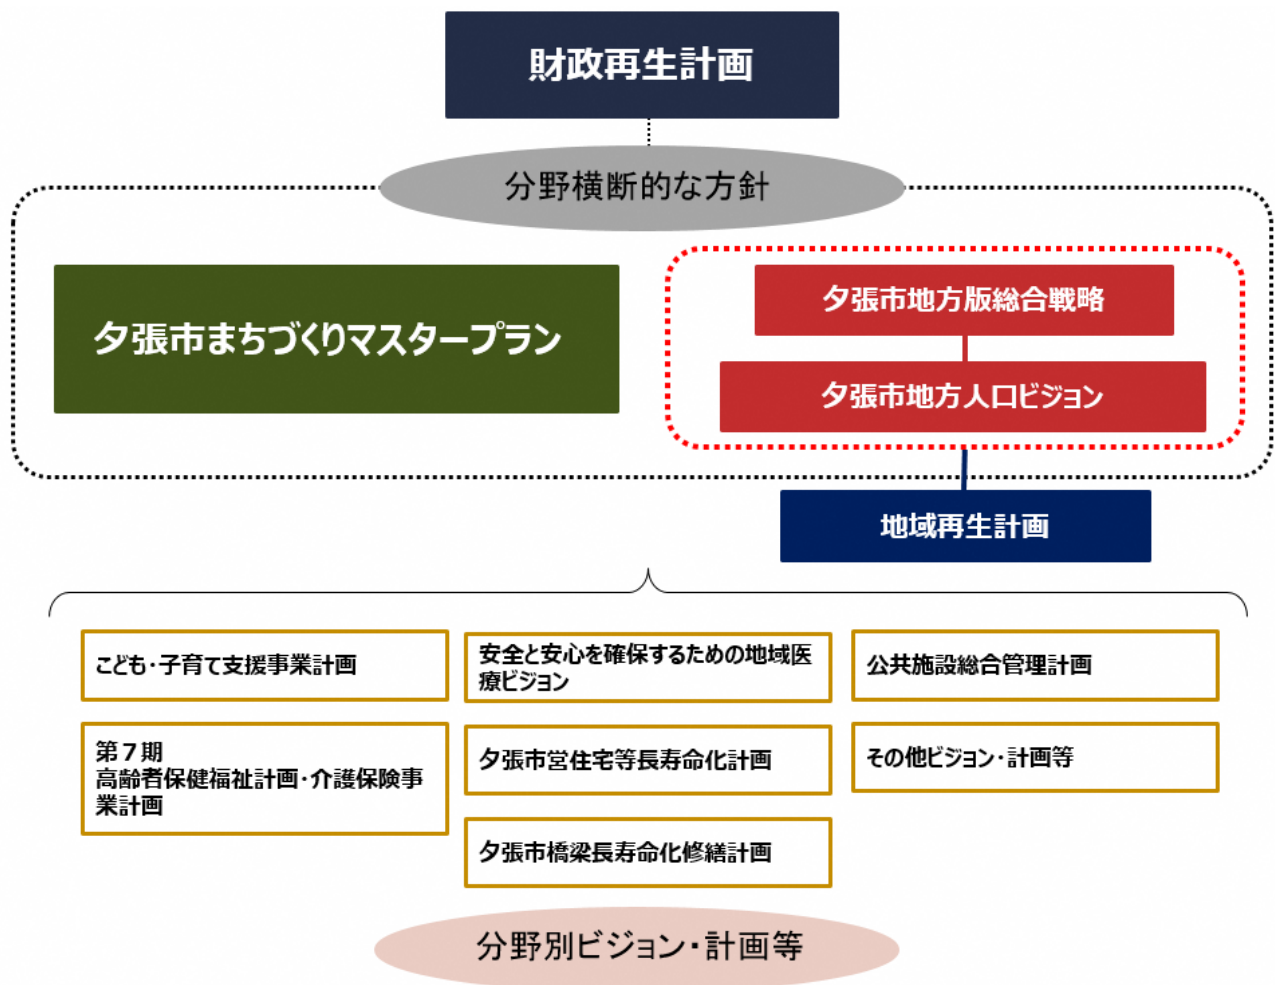 財政再生計画
分野横断的な方針
夕張市まちづくりマスタープラン
夕張市地方版総合戦略
夕張市地方人口ビジョン
地域再生計画
こども・子育て支援事業計画
第７期
高齢者保健福祉計画・介護保険事
業計画
安全と安心を確保するための地域医
療ビジョン
夕張市営住宅等長寿命化計画
夕張市橋梁長寿命化修繕計画
公共施設総合管理計画
その他ビジョン・計画等
分野別ビジョン・計画等